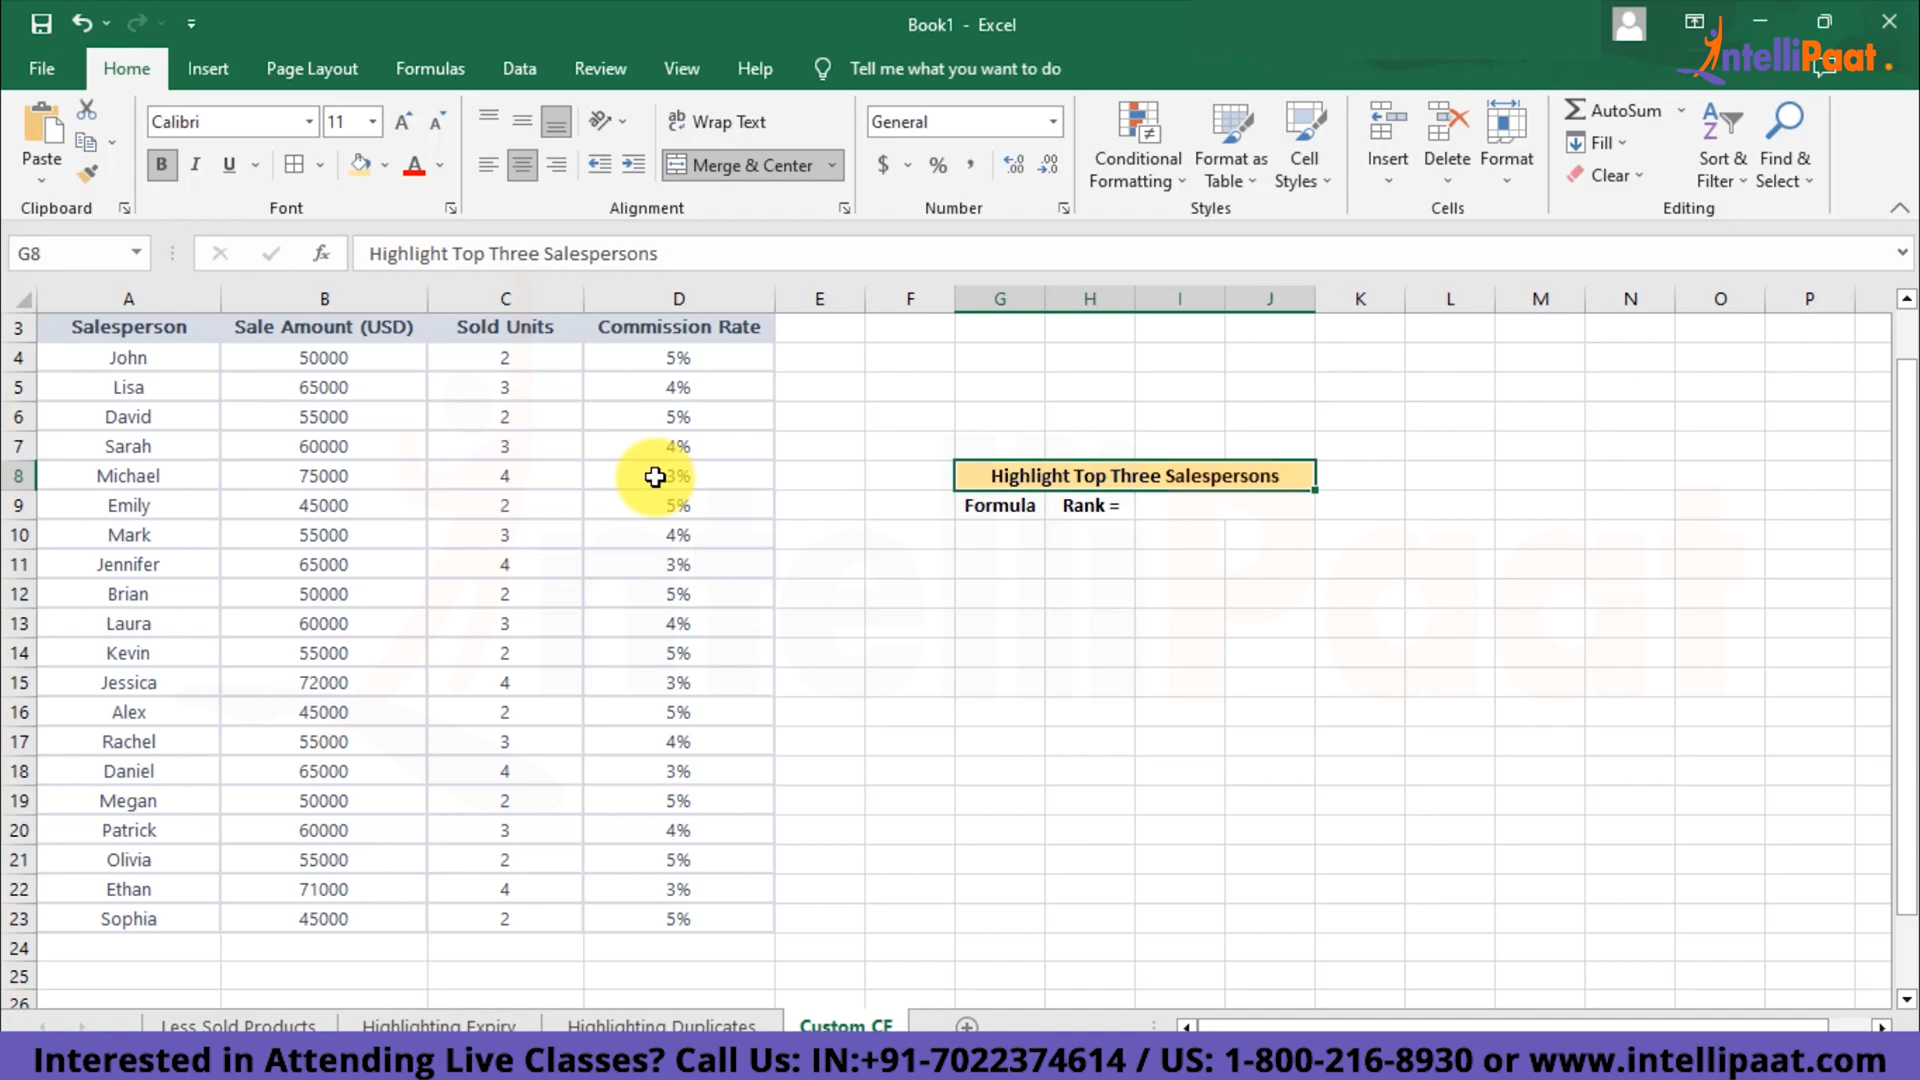 Book1 - Excel
IntelliPaat
File Home Insert Page Layout Formulas Data Review View Help Tell me what you want to do
Paste
Clipboard
Calibri 11
B I U
Font
Wrap Text
Merge & Center
Alignment
General
$ % ,
Number
Conditional Formatting
Format as Table
Cell Styles
Styles
Insert Delete Format
Cells
AutoSum
Fill
Clear
Sort & Filter
Find & Select
Editing
G8 fx Highlight Top Three Salespersons
A B C D E F G H I J K L M N O P
3 Salesperson Sale Amount (USD) Sold Units Commission Rate
4 John 50000 2 5%
5 Lisa 65000 3 4%
6 David 55000 2 5%
7 Sarah 60000 3 4%
8 Michael 75000 4 3% Highlight Top Three Salespersons
9 Emily 45000 2 5% Formula Rank =
10 Mark 55000 3 4%
11 Jennifer 65000 4 3%
12 Brian 50000 2 5%
13 Laura 60000 3 4%
14 Kevin 55000 2 5%
15 Jessica 72000 4 3%
16 Alex 45000 2 5%
17 Rachel 55000 3 4%
18 Daniel 65000 4 3%
19 Megan 50000 2 5%
20 Patrick 60000 3 4%
21 Olivia 55000 2 5%
22 Ethan 71000 4 3%
23 Sophia 45000 2 5%
24
25
26
IntelliPaat
Less Sold Products Highlighting Expiry Highlighting Duplicates Custom CF
Interested in Attending Live Classes? Call Us: IN:+91-7022374614 / US: 1-800-216-8930 or www.intellipaat.com